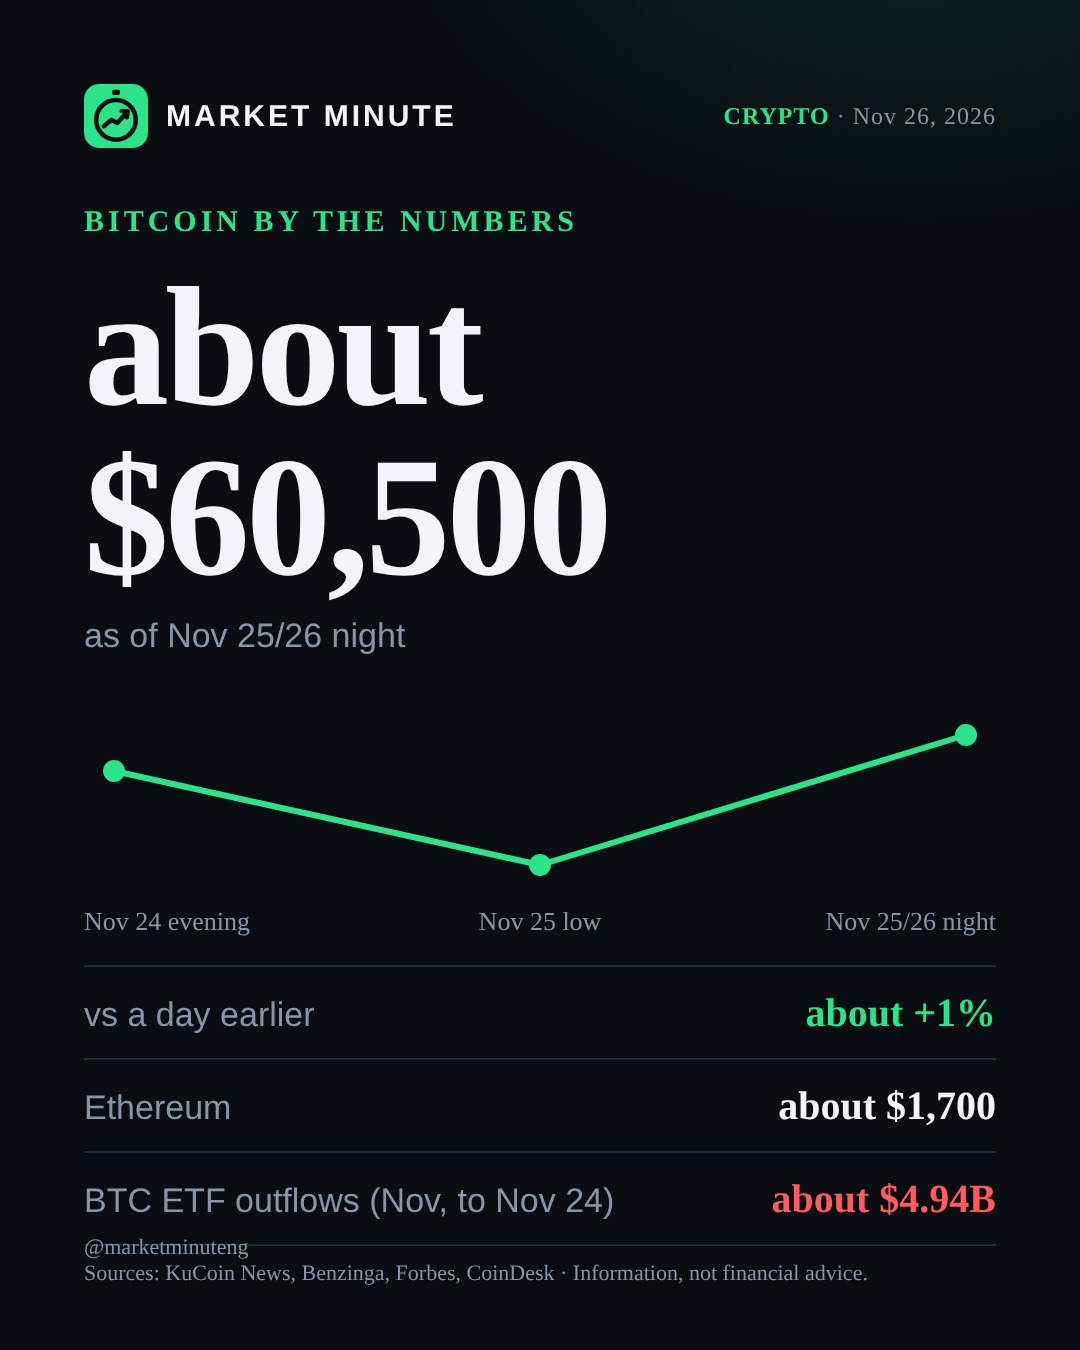 MARKET MINUTE
CRYPTO · Nov 26, 2026
BITCOIN BY THE NUMBERS
about
$60,500
as of Nov 25/26 night
Nov 24 evening
Nov 25 low
Nov 25/26 night
vs a day earlier
about +1%
Ethereum
about $1,700
BTC ETF outflows (Nov, to Nov 24)
about $4.94B
@marketminuteng
Sources: KuCoin News, Benzinga, Forbes, CoinDesk · Information, not financial advice.